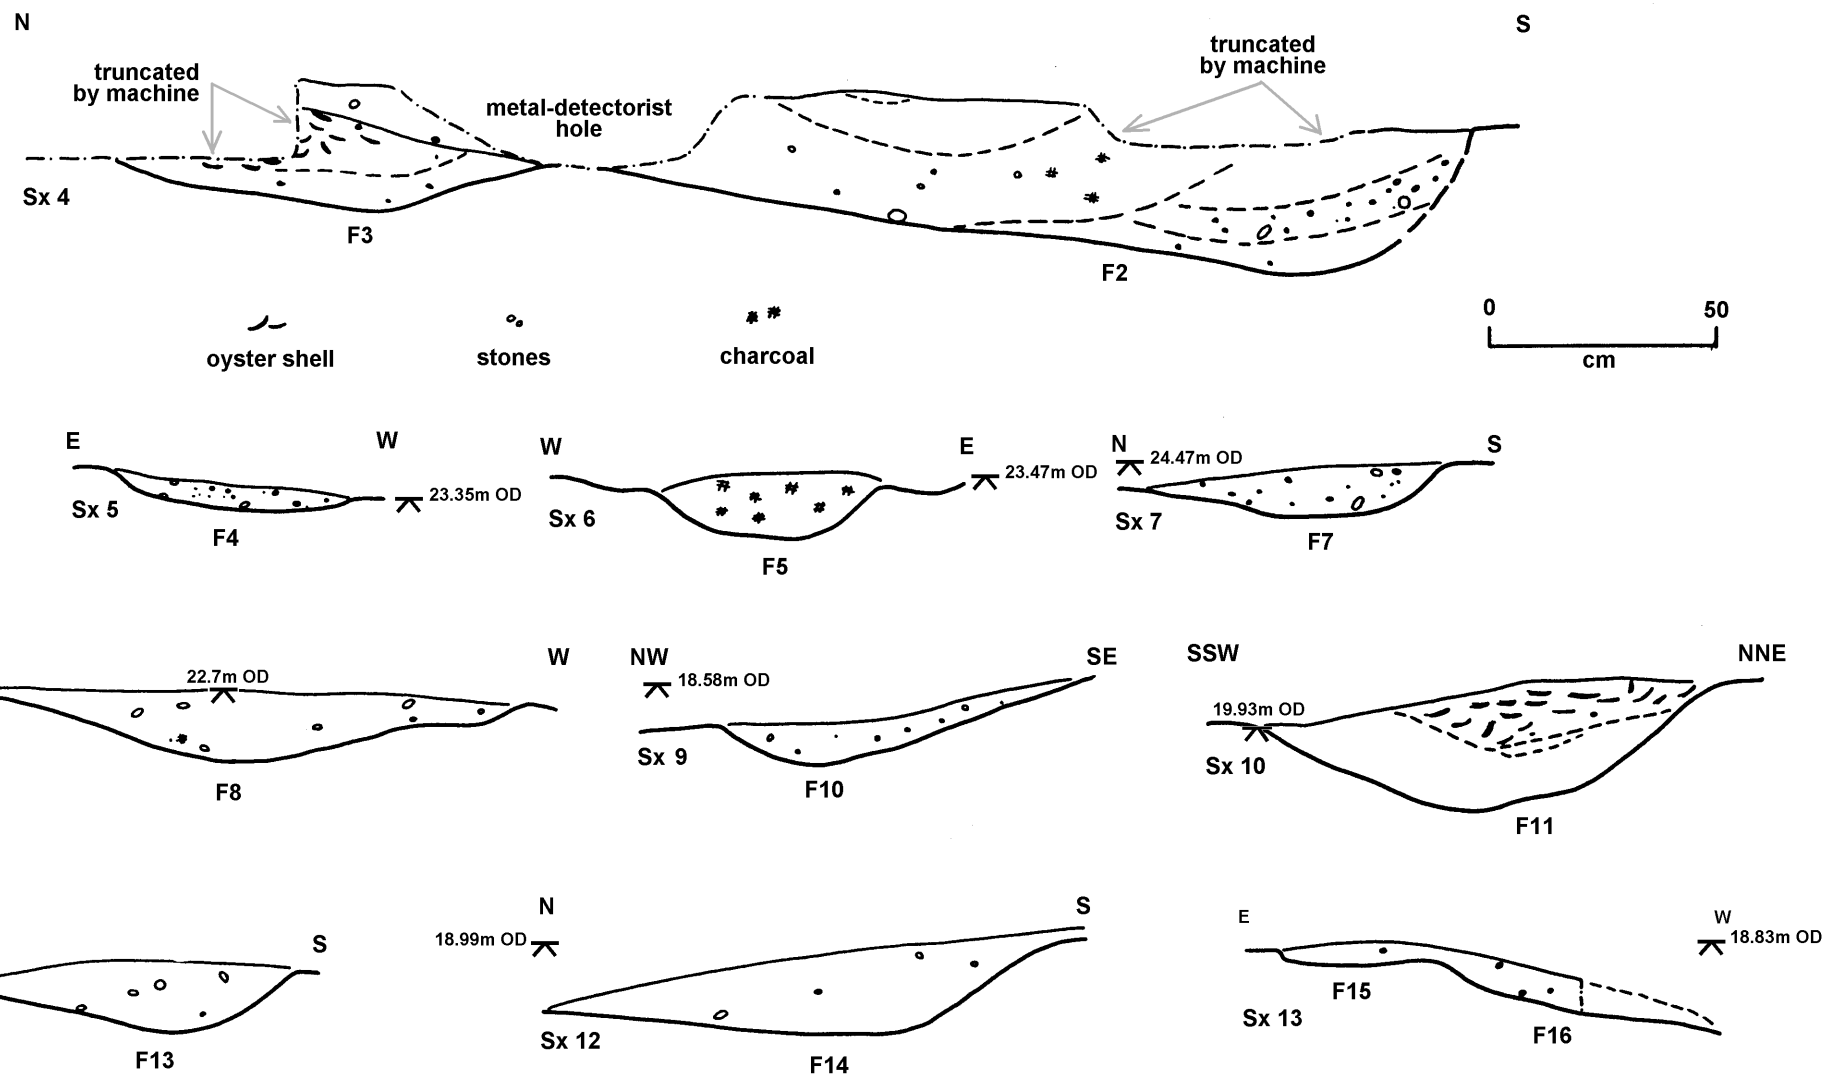 N
S
truncated
by machine
metal-detectorist
hole
truncated
by machine
Sx 4
F3
F2
oyster shell
stones
charcoal
0
50
cm
E
W
Sx 5
F4
23.35m OD
W
E
Sx 6
F5
23.47m OD
N
S
24.47m OD
Sx 7
F7
22.7m OD
W
F8
NW
SE
18.58m OD
Sx 9
F10
SSW
NNE
19.93m OD
Sx 10
F11
S
F13
N
S
18.99m OD
Sx 12
F14
E
W
18.83m OD
F15
Sx 13
F16